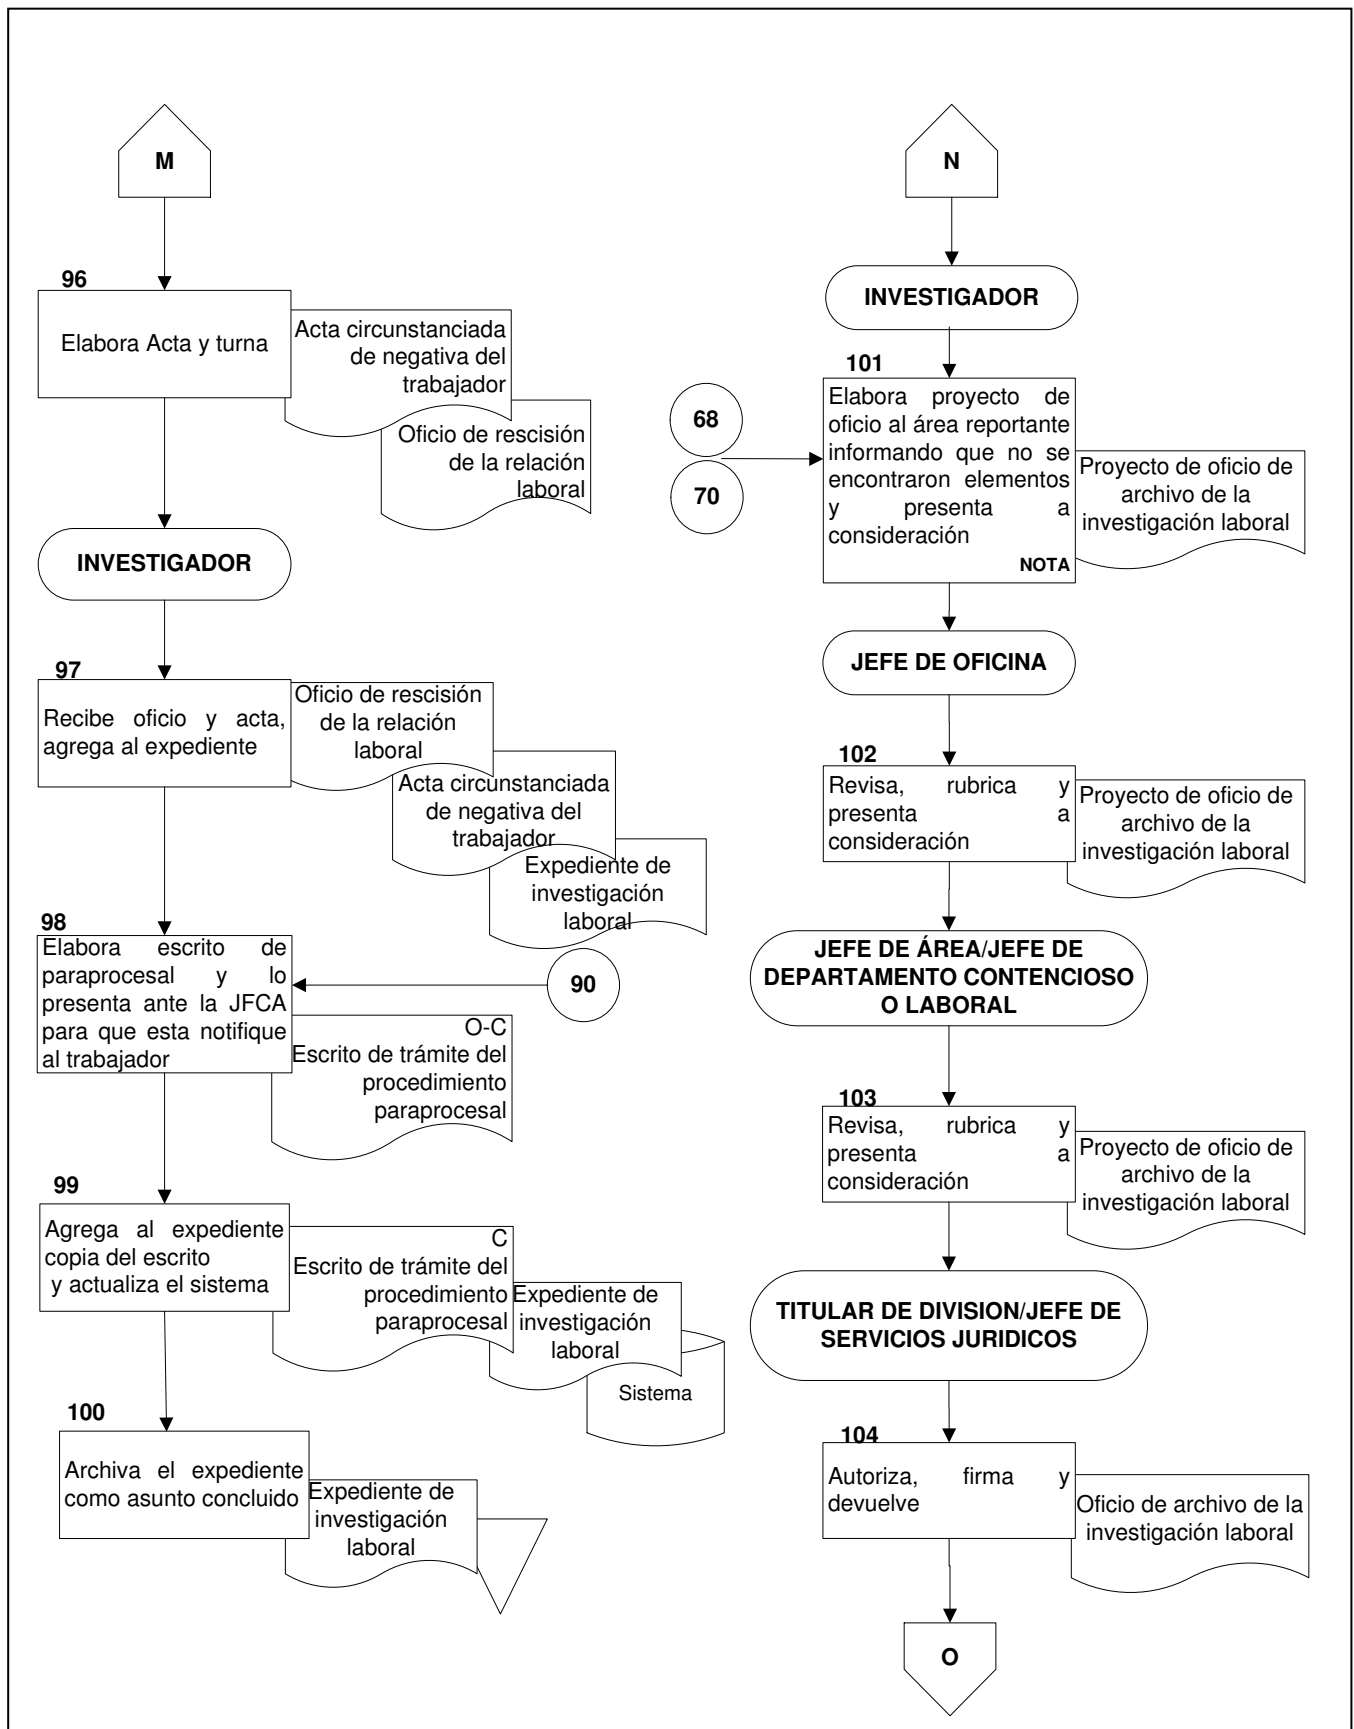 M
96
Elabora Acta y turna
Acta circunstanciada
de negativa del
trabajador
Oficio de rescisión
de la relación
laboral
INVESTIGADOR
97
Recibe oficio y acta,
agrega al expediente
Oficio de rescisión
de la relación
laboral
Acta circunstanciada
de negativa del
trabajador
Expediente de
investigación
laboral
98
Elabora escrito de
paraprocesal y lo
presenta ante la JFCA
para que esta notifique
al trabajador
90
O-C
Escrito de trámite del
procedimiento
paraprocesal
99
Agrega al expediente
copia del escrito
y actualiza el sistema
C
Escrito de trámite del
procedimiento
paraprocesal
Expediente de
investigación
laboral
Sistema
100
Archiva el expediente
como asunto concluido
Expediente de
investigación
laboral
N
INVESTIGADOR
101
68
70
Elabora proyecto de
oficio al área reportante
informando que no se
encontraron elementos
y presenta a
consideración
NOTA
Proyecto de oficio de
archivo de la
investigación laboral
JEFE DE OFICINA
102
Revisa, rubrica y
presenta a
consideración
Proyecto de oficio de
archivo de la
investigación laboral
JEFE DE ÁREA/JEFE DE
DEPARTAMENTO CONTENCIOSO
O LABORAL
103
Revisa, rubrica y
presenta a
consideración
Proyecto de oficio de
archivo de la
investigación laboral
TITULAR DE DIVISION/JEFE DE
SERVICIOS JURIDICOS
104
Autoriza, firma y
devuelve
Oficio de archivo de la
investigación laboral
O